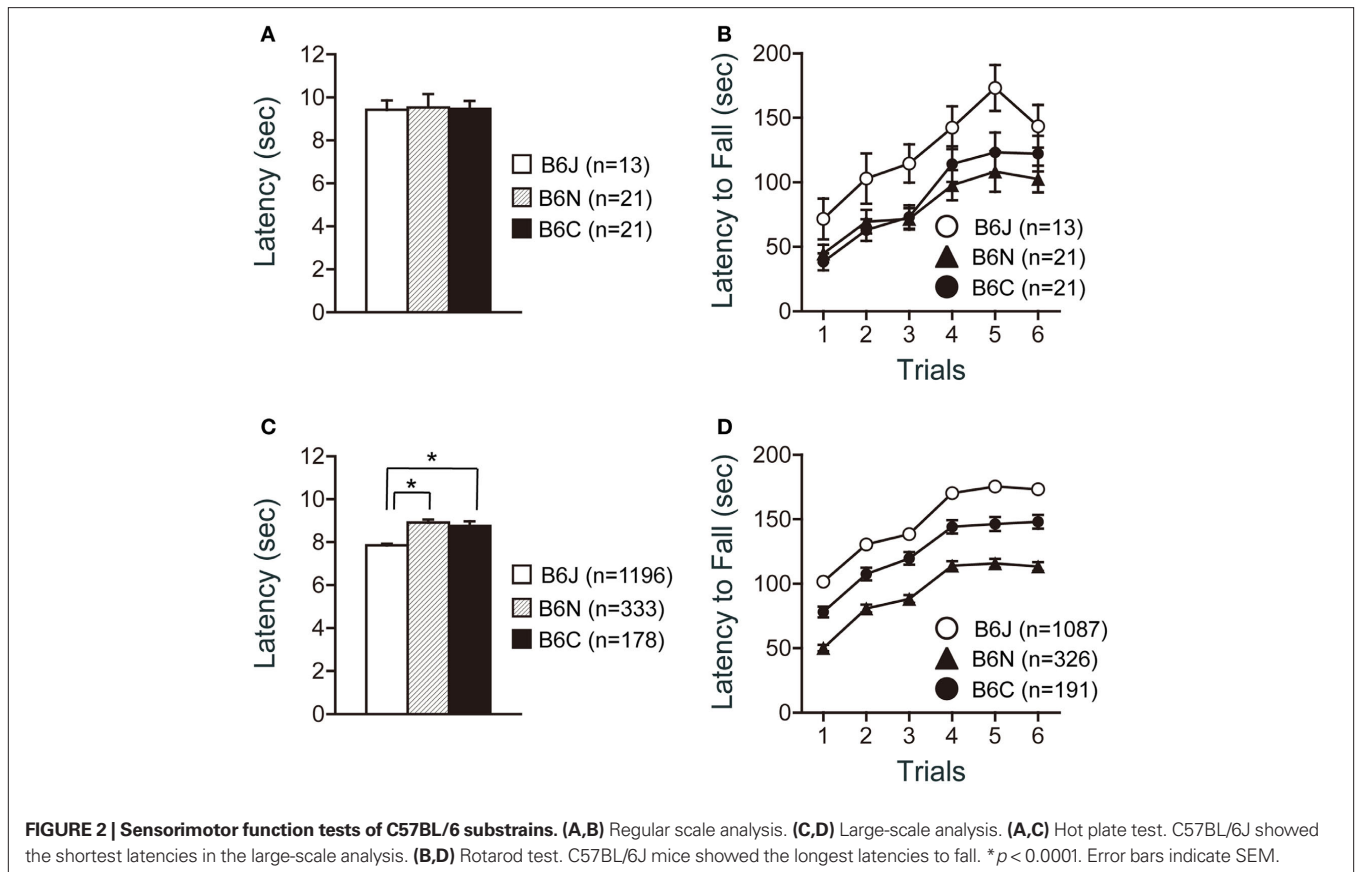 A
12
10
8
6
4
2
0
Latency (sec)
B6J (n=13)
B6N (n=21)
B6C (n=21)
B
200
150
100
50
0
Latency to Fall (sec)
B6J (n=13)
B6N (n=21)
B6C (n=21)
1 2 3 4 5 6
Trials
C
12
10
8
6
4
2
0
Latency (sec)
*
*
B6J (n=1196)
B6N (n=333)
B6C (n=178)
D
200
150
100
50
0
Latency to Fall (sec)
B6J (n=1087)
B6N (n=326)
B6C (n=191)
1 2 3 4 5 6
Trials
FIGURE 2 | Sensorimotor function tests of C57BL/6 substrains. (A,B) Regular scale analysis. (C,D) Large-scale analysis. (A,C) Hot plate test. C57BL/6J showed
the shortest latencies in the large-scale analysis. (B,D) Rotarod test. C57BL/6J mice showed the longest latencies to fall. *p < 0.0001. Error bars indicate SEM.